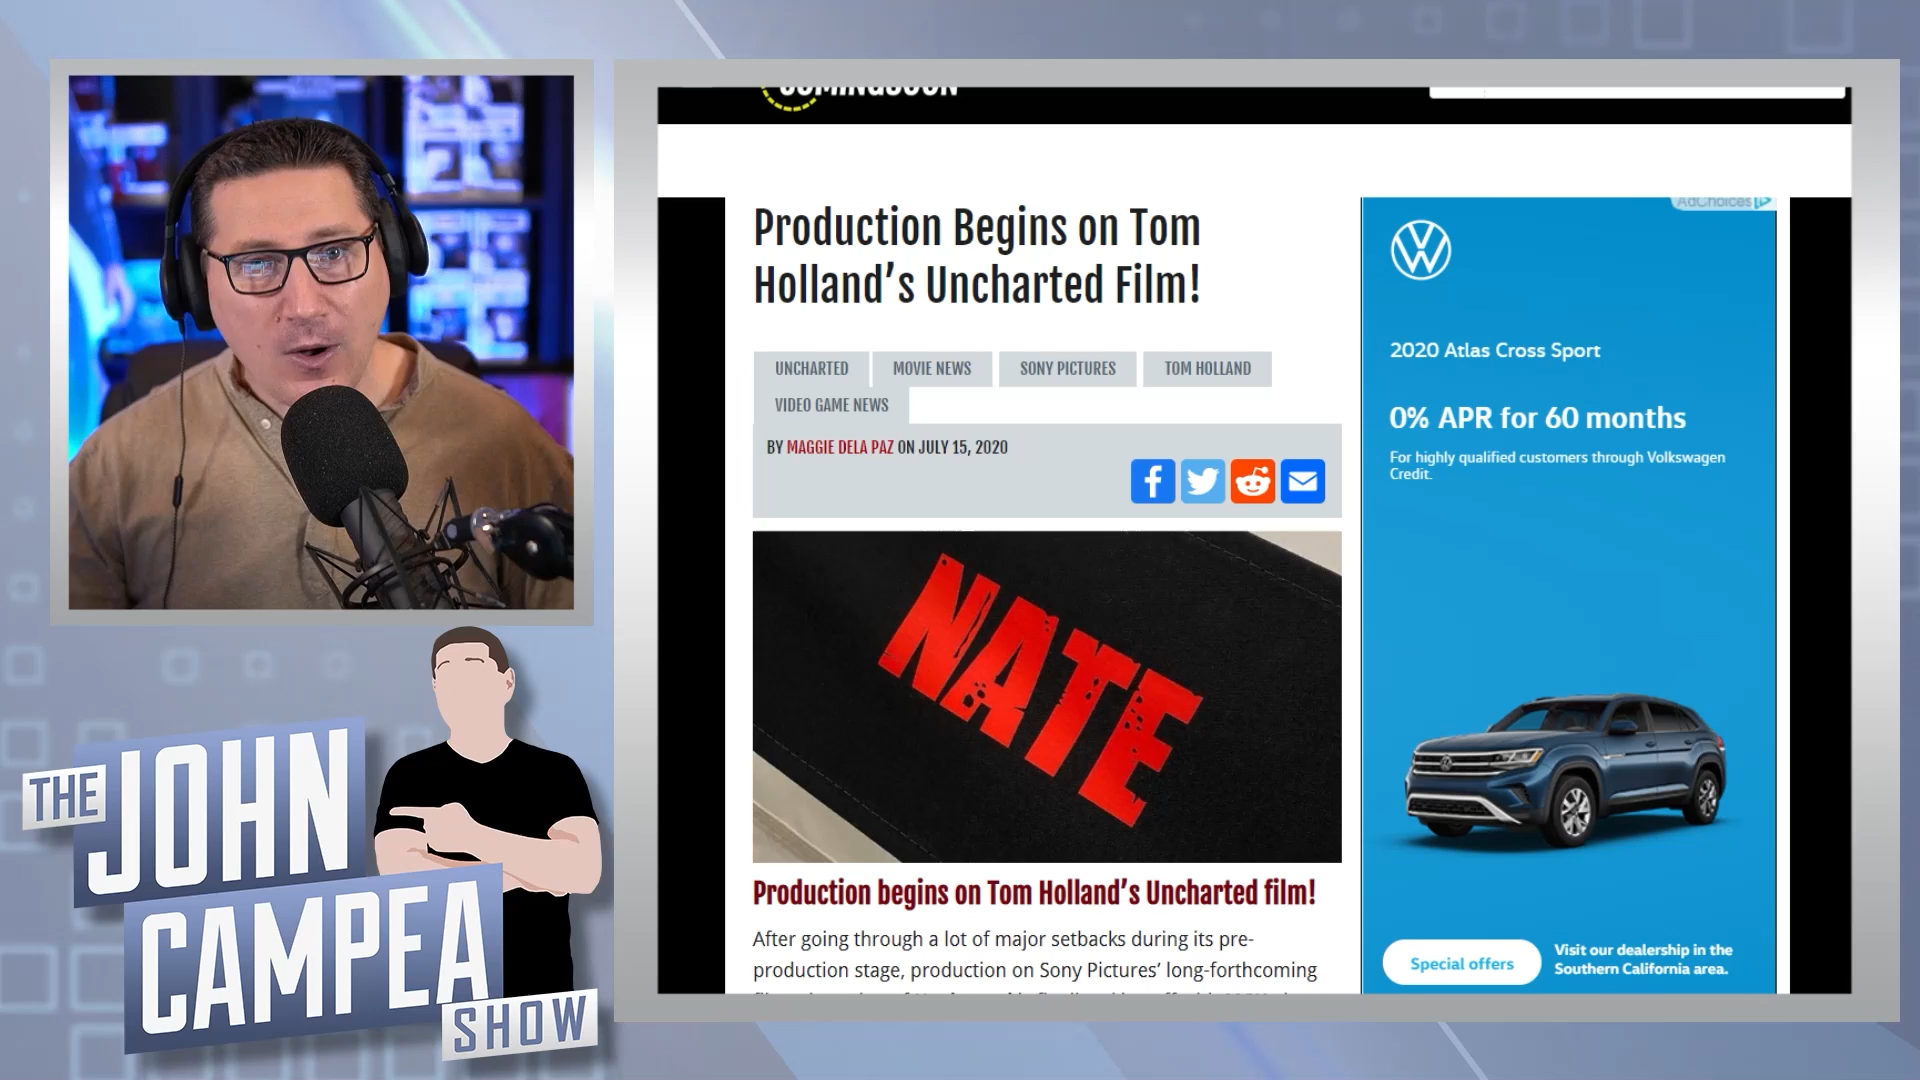 COMINGSOON
Production Begins on Tom
Holland’s Uncharted Film!
UNCHARTED
MOVIE NEWS
SONY PICTURES
TOM HOLLAND
VIDEO GAME NEWS
BY MAGGIE DELA PAZ ON JULY 15, 2020
NATE
Production begins on Tom Holland’s Uncharted film!
After going through a lot of major setbacks during its pre-
production stage, production on Sony Pictures’ long-forthcoming
AdChoices
2020 Atlas Cross Sport
0% APR for 60 months
For highly qualified customers through Volkswagen
Credit.
Special offers
Visit our dealership in the
Southern California area.
THE
JOHN
CAMPEA
SHOW